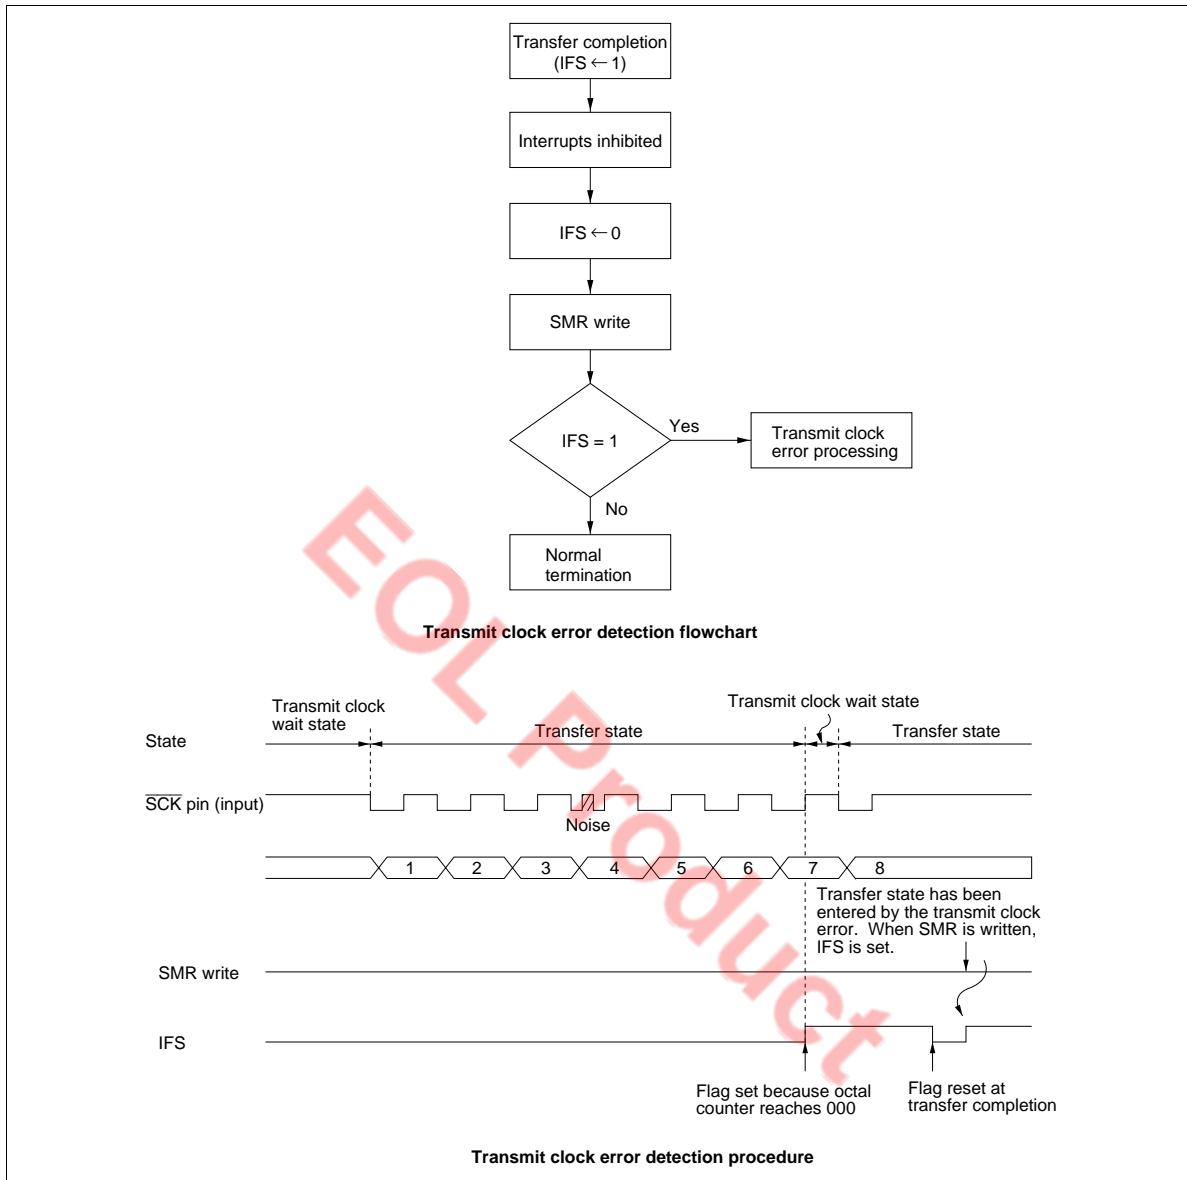 Transfer completion
(IFS ← 1)
Interrupts inhibited
IFS ← 0
SMR write
IFS = 1
Yes
Transmit clock
error processing
No
Normal
termination
Transmit clock error detection flowchart
Transmit clock
wait state
Transmit clock wait state
State
Transfer state
Transfer state
SCK pin (input)
Noise
1 2 3 4 5 6 7 8
Transfer state has been
entered by the transmit clock
error. When SMR is written,
IFS is set.
SMR write
IFS
Flag set because octal
counter reaches 000
Flag reset at
transfer completion
Transmit clock error detection procedure
EOL Product